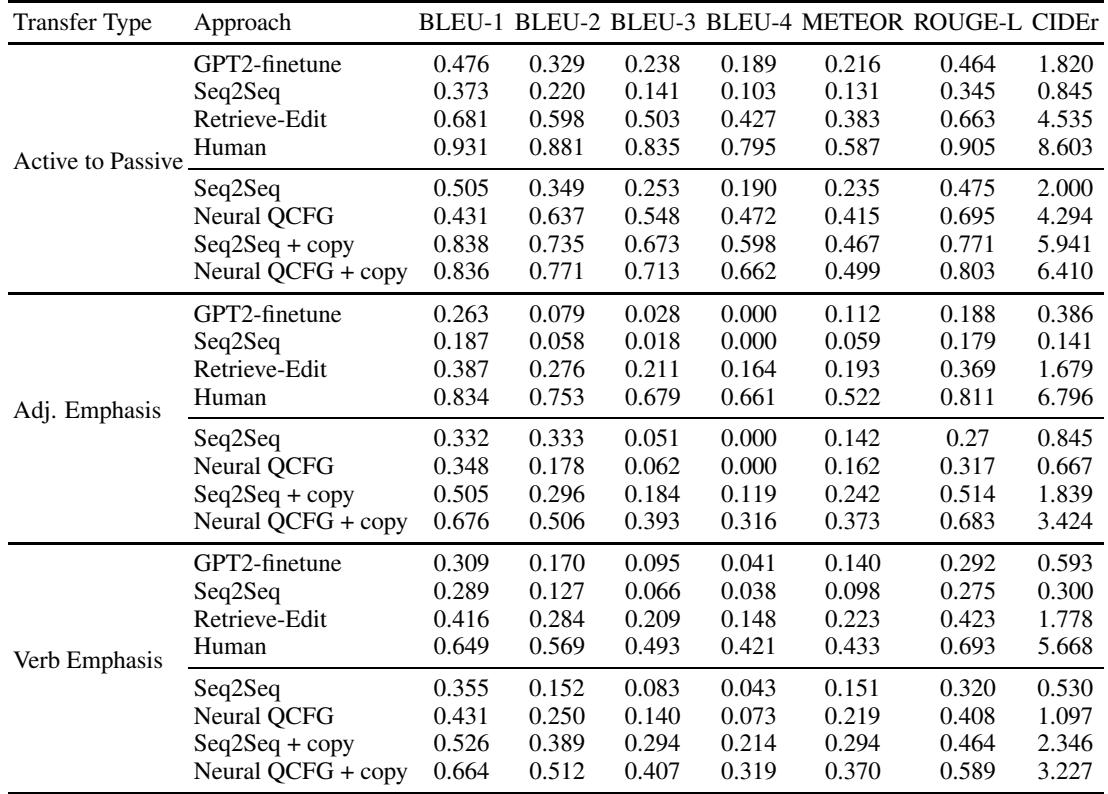 Transfer Type Approach BLEU-1 BLEU-2 BLEU-3 BLEU-4 METEOR ROUGE-L CIDEr
Active to Passive
GPT2-finetune 0.476 0.329 0.238 0.189 0.216 0.464 1.820
Seq2Seq 0.373 0.220 0.141 0.103 0.131 0.345 0.845
Retrieve-Edit 0.681 0.598 0.503 0.427 0.383 0.663 4.535
Human 0.931 0.881 0.835 0.795 0.587 0.905 8.603
Seq2Seq 0.505 0.349 0.253 0.190 0.235 0.475 2.000
Neural QCFG 0.431 0.637 0.548 0.472 0.415 0.695 4.294
Seq2Seq + copy 0.838 0.735 0.673 0.598 0.467 0.771 5.941
Neural QCFG + copy 0.836 0.771 0.713 0.662 0.499 0.803 6.410
Adj. Emphasis
GPT2-finetune 0.263 0.079 0.028 0.000 0.112 0.188 0.386
Seq2Seq 0.187 0.058 0.018 0.000 0.059 0.179 0.141
Retrieve-Edit 0.387 0.276 0.211 0.164 0.193 0.369 1.679
Human 0.834 0.753 0.679 0.661 0.522 0.811 6.796
Seq2Seq 0.332 0.333 0.051 0.000 0.142 0.27 0.845
Neural QCFG 0.348 0.178 0.062 0.000 0.162 0.317 0.667
Seq2Seq + copy 0.505 0.296 0.184 0.119 0.242 0.514 1.839
Neural QCFG + copy 0.676 0.506 0.393 0.316 0.373 0.683 3.424
Verb Emphasis
GPT2-finetune 0.309 0.170 0.095 0.041 0.140 0.292 0.593
Seq2Seq 0.289 0.127 0.066 0.038 0.098 0.275 0.300
Retrieve-Edit 0.416 0.284 0.209 0.148 0.223 0.423 1.778
Human 0.649 0.569 0.493 0.421 0.433 0.693 5.668
Seq2Seq 0.355 0.152 0.083 0.043 0.151 0.320 0.530
Neural QCFG 0.431 0.250 0.140 0.073 0.219 0.408 1.097
Seq2Seq + copy 0.526 0.389 0.294 0.214 0.294 0.464 2.346
Neural QCFG + copy 0.664 0.512 0.407 0.319 0.370 0.589 3.227